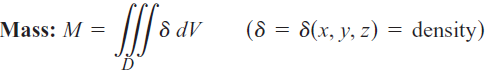 Mass: M = ∭_D δ dV (δ = δ(x, y, z) = density)